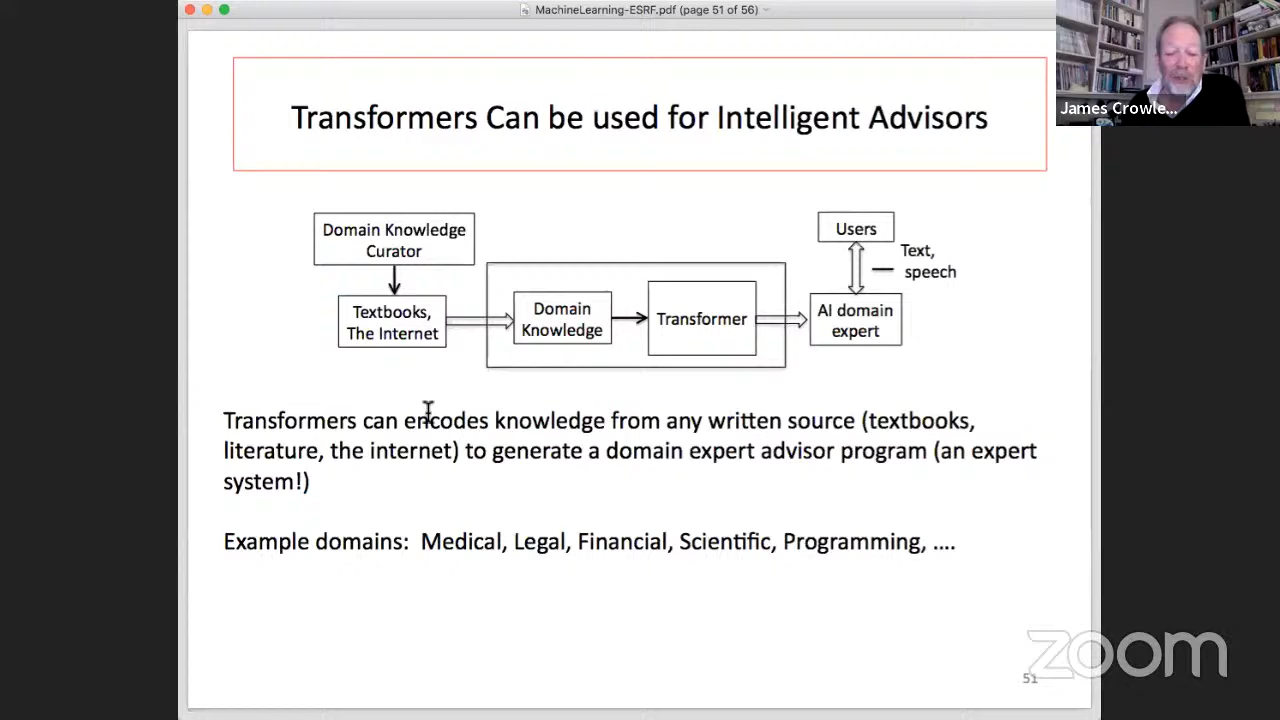 MachineLearning-ESRF.pdf (page 51 of 56)
James Crowle...
Transformers Can be used for Intelligent Advisors
Domain Knowledge
Curator
Textbooks,
The Internet
Domain
Knowledge
Transformer
Users
Text,
speech
AI domain
expert
Transformers can encodes knowledge from any written source (textbooks,
literature, the internet) to generate a domain expert advisor program (an expert
system!)
Example domains: Medical, Legal, Financial, Scientific, Programming, ....
51
zoom